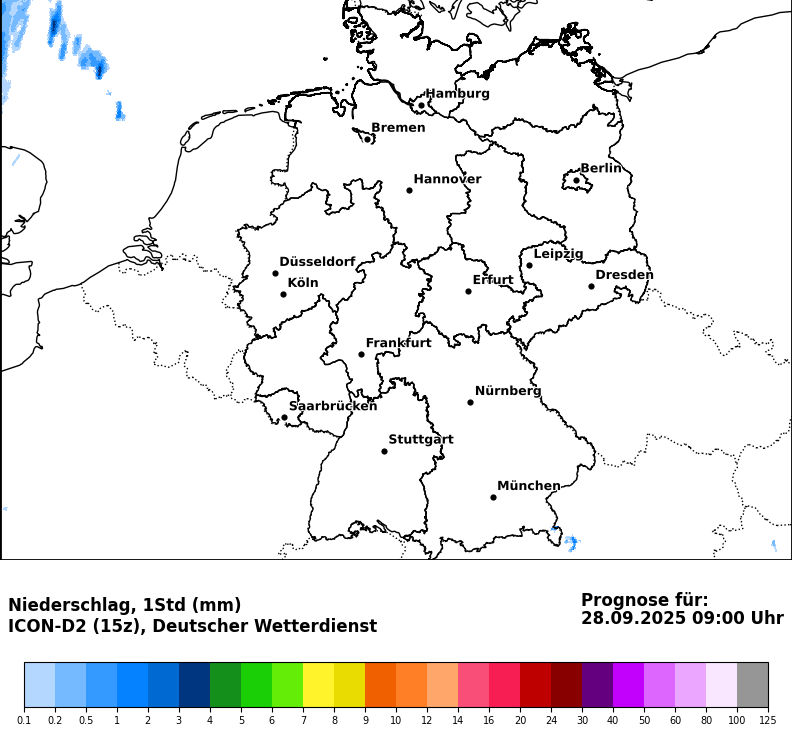 Hamburg
Bremen
Berlin
Hannover
Leipzig
Düsseldorf
Dresden
Köln
Erfurt
Frankfurt
Nürnberg
Saarbrücken
Stuttgart
München
Niederschlag, 1Std (mm)
ICON-D2 (15z), Deutscher Wetterdienst
Prognose für:
28.09.2025 09:00 Uhr
0.1 0.2 0.5 1 2 3 4 5 6 7 8 9 10 12 14 16 20 24 30 40 50 60 80 100 125